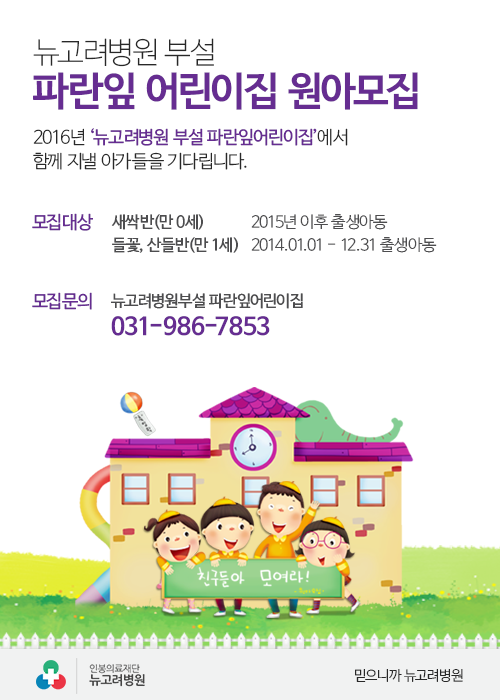 뉴고려병원 부설
파란잎 어린이집 원아모집
2016년 ‘뉴고려병원 부설 파란잎어린이집’에서
함께 지낼 아가들을 기다립니다.
모집대상 새싹반(만 0세) 2015년 이후 출생아동
들꽃, 산들반(만 1세) 2014.01.01 - 12.31 출생아동
모집문의 뉴고려병원부설 파란잎어린이집
031-986-7853
친구들아 모여라!
인봉의료재단
뉴고려병원
믿으니까 뉴고려병원